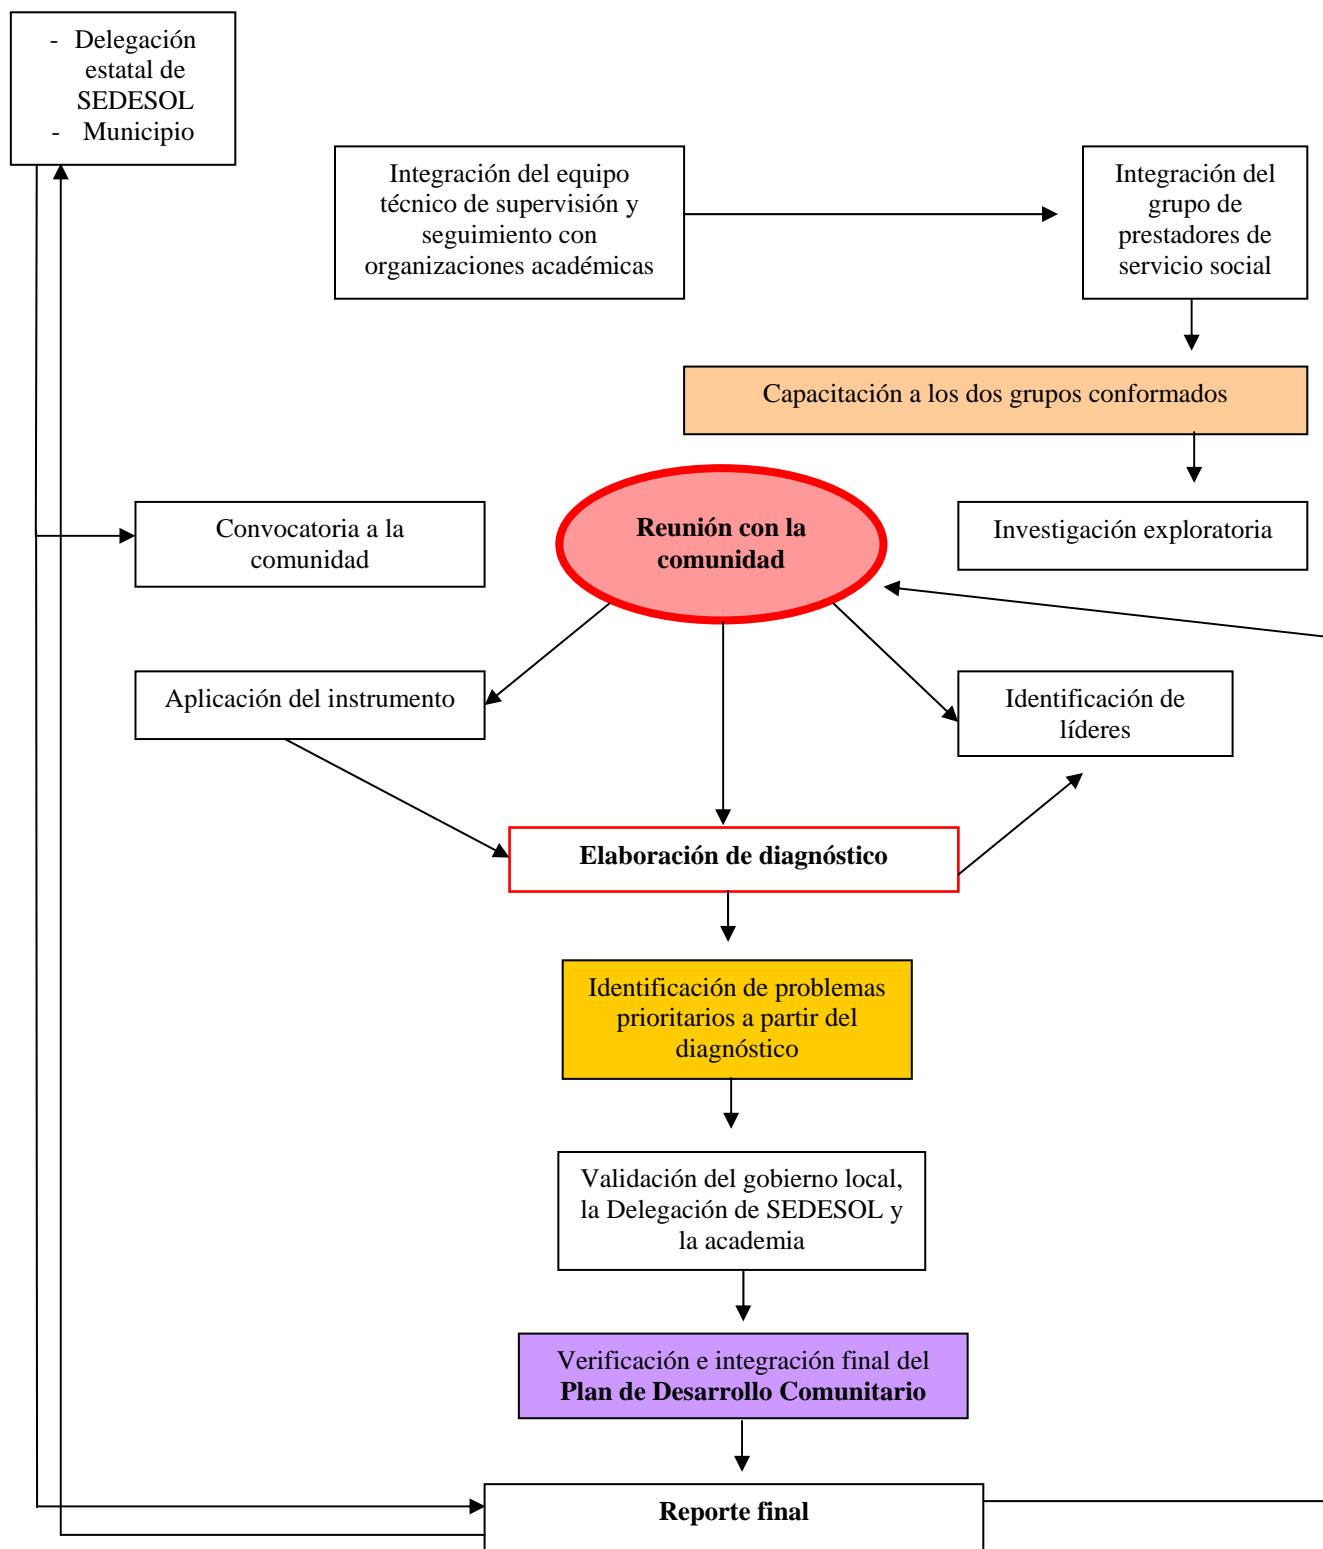 - Delegación
estatal de
SEDESOL
- Municipio
Integración del equipo
técnico de supervisión y
seguimiento con
organizaciones académicas
Integración del
grupo de
prestadores de
servicio social
Capacitación a los dos grupos conformados
Convocatoria a la
comunidad
Reunión con la
comunidad
Investigación exploratoria
Aplicación del instrumento
Identificación de
líderes
Elaboración de diagnóstico
Identificación de problemas
prioritarios a partir del
diagnóstico
Validación del gobierno local,
la Delegación de SEDESOL y
la academia
Verificación e integración final del
Plan de Desarrollo Comunitario
Reporte final